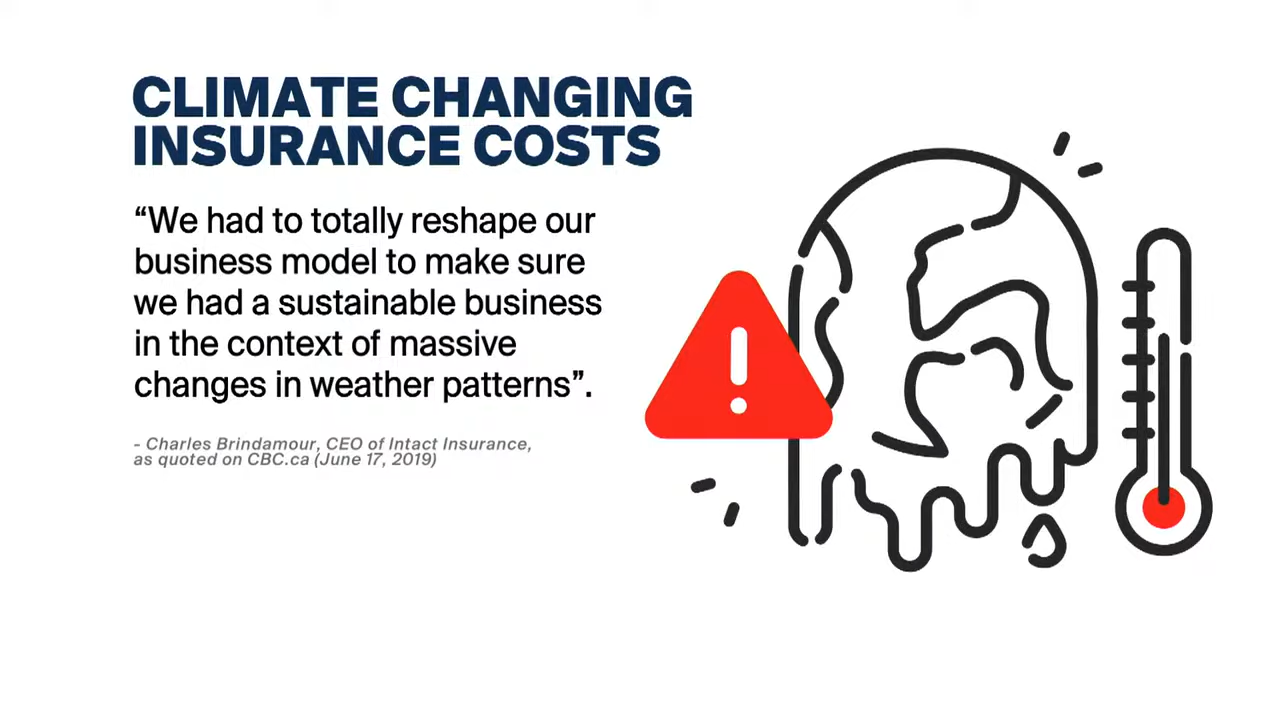 CLIMATE CHANGING
INSURANCE COSTS
“We had to totally reshape our
business model to make sure
we had a sustainable business
in the context of massive
changes in weather patterns”.
- Charles Brindamour, CEO of Intact Insurance,
as quoted on CBC.ca (June 17, 2019)